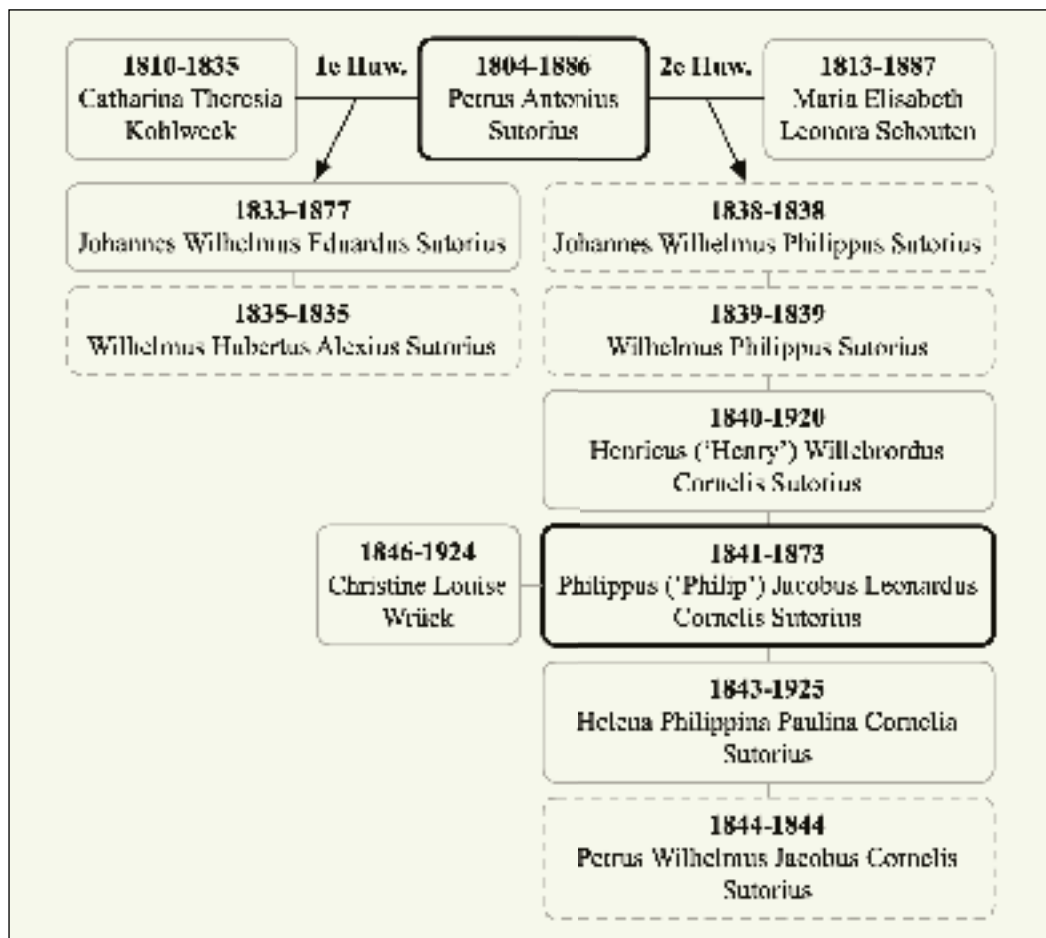 1810-1835
Catharina Theresia
Kohlweck
1e Huw.
1804-1886
Petrus Antonius
Sutorius
2e Huw.
1813-1887
Maria Elisabeth
Leonora Schouten
1833-1877
Johannes Wilhelmus Eduardus Sutorius
1835-1835
Wilhelmus Hubertus Alexius Sutorius
1838-1838
Johannes Wilhelmus Philippus Sutorius
1839-1839
Wilhelmus Philippus Sutorius
1840-1920
Henricus ('Henry') Willebrordus
Cornelis Sutorius
1846-1924
Christine Louise
Wrück
1841-1873
Philippus ('Philip') Jacobus Leonardus
Cornelis Sutorius
1843-1925
Helena Philippina Paulina Cornelia
Sutorius
1844-1844
Petrus Wilhelmus Jacobus Cornelis
Sutorius